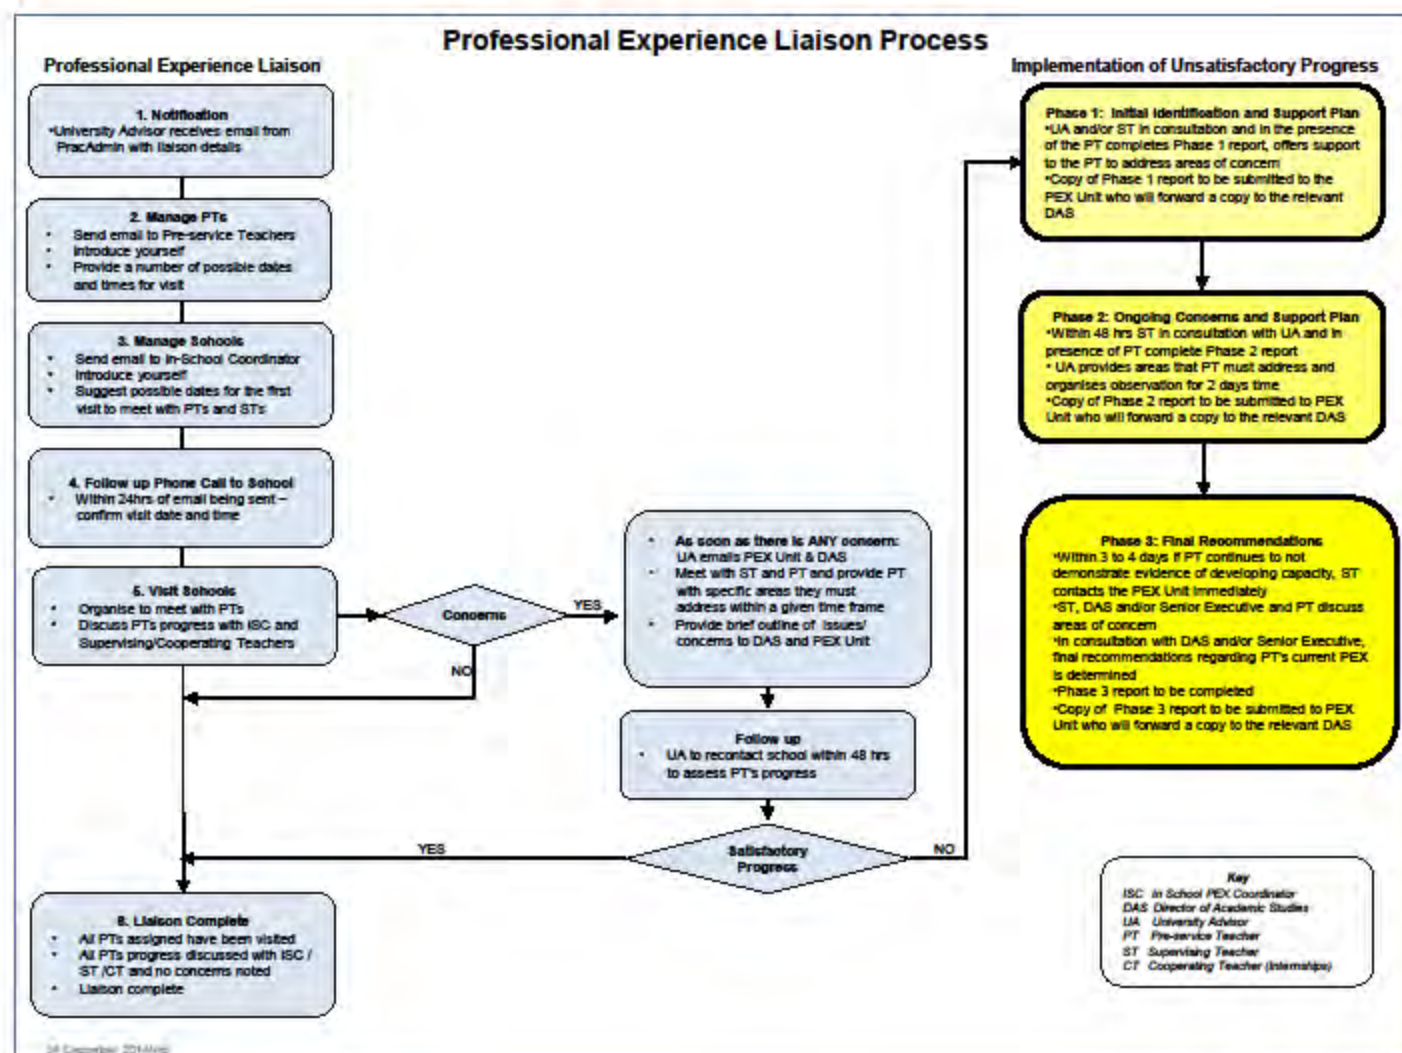 Professional Experience Liaison Process
Professional Experience Liaison
1. Notification
•University Advisor receives email from
PracAdmin with liaison details
2. Manage PTs
• Send email to Pre-service Teachers
• Introduce yourself
• Provide a number of possible dates
and times for visit
3. Manage Schools
• Send email to In-School Coordinator
• Introduce yourself
• Suggest possible dates for the first
visit to meet with PTs and STs
4. Follow up Phone Call to School
• Within 24hrs of email being sent –
confirm visit date and time
5. Visit Schools
• Organise to meet with PTs
• Discuss PTs progress with ISC and
Supervising/Cooperating Teachers
Concerns
YES
NO
• As soon as there is ANY concern:
UA emails PEX Unit & DAS
• Meet with ST and PT and provide PT
with specific areas they must
address within a given time frame
• Provide brief outline of issues/
concerns to DAS and PEX Unit
Follow up
• UA to recontact school within 48 hrs
to assess PT's progress
Satisfactory
Progress
YES
NO
6. Liaison Complete
• All PTs assigned have been visited
• All PTs progress discussed with ISC /
ST /CT and no concerns noted
• Liaison complete
Implementation of Unsatisfactory Progress
Phase 1: Initial Identification and Support Plan
•UA and/or ST in consultation and in the presence
of the PT completes Phase 1 report, offers support
to the PT to address areas of concern
•Copy of Phase 1 report to be submitted to the
PEX Unit who will forward a copy to the relevant
DAS
Phase 2: Ongoing Concerns and Support Plan
•Within 48 hrs ST in consultation with UA and in
presence of PT complete Phase 2 report
• UA provides areas that PT must address and
organises observation for 2 days time
•Copy of Phase 2 report to be submitted to PEX
Unit who will forward a copy to the relevant DAS
Phase 3: Final Recommendations
•Within 3 to 4 days if PT continues to not
demonstrate evidence of developing capacity, ST
contacts the PEX Unit immediately
•ST, DAS and/or Senior Executive and PT discuss
areas of concern
•In consultation with DAS and/or Senior Executive,
final recommendations regarding PT's current PEX
is determined
•Phase 3 report to be completed
•Copy of Phase 3 report to be submitted to PEX
Unit who will forward a copy to the relevant DAS
Key
ISC In School PEX Coordinator
DAS Director of Academic Studies
UA University Advisor
PT Pre-service Teacher
ST Supervising Teacher
CT Cooperating Teacher (Internships)